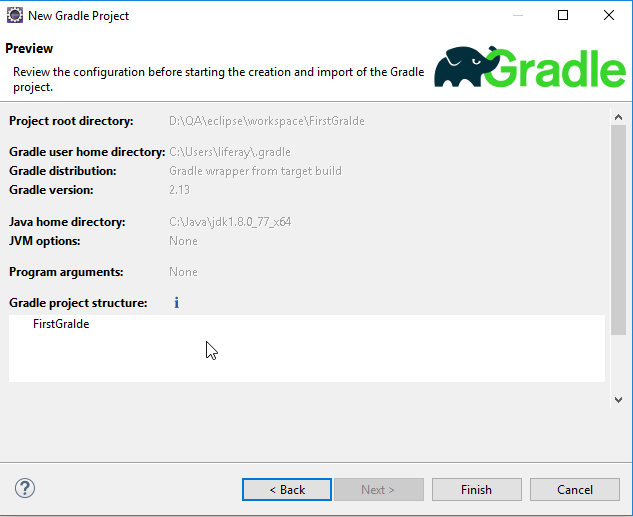 New Gradle Project
Preview
Review the configuration before starting the creation and import of the Gradle
project.
Gradle
Project root directory: D:\QA\eclipse\workspace\FirstGralde
Gradle user home directory: C:\Users\liferay\.gradle
Gradle distribution: Gradle wrapper from target build
Gradle version: 2.13
Java home directory: C:\Java\jdk1.8.0_77_x64
JVM options: None
Program arguments: None
Gradle project structure: i
FirstGralde
? < Back Next > Finish Cancel